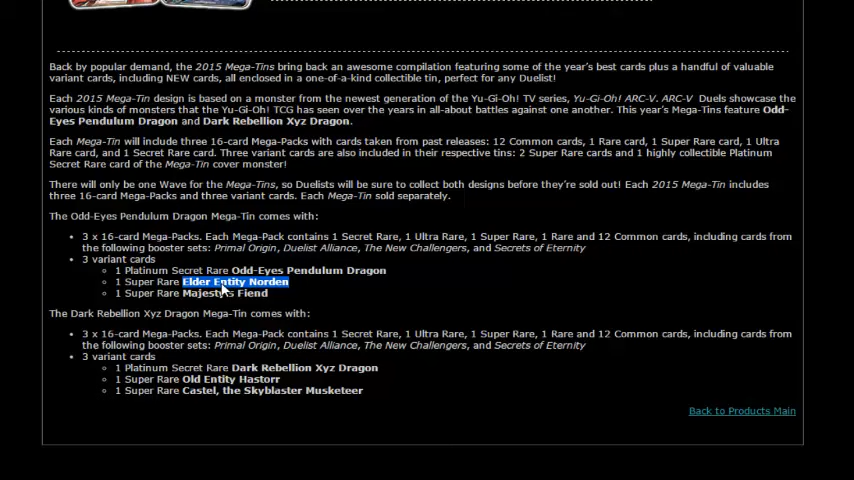 Back by popular demand, the 2015 Mega-Tins bring back an awesome compilation featuring some of the year's best cards plus a handful of valuable
variant cards, including NEW cards, all enclosed in a one-of-a-kind collectible tin, perfect for any Duelist!
Each 2015 Mega-Tin design is based on a monster from the newest generation of the Yu-Gi-Oh! TV series, Yu-Gi-Oh! ARC-V. ARC-V Duels showcase the
various kinds of monsters that the Yu-Gi-Oh! TCG has seen over the years in all-about battles against one another. This year's Mega-Tins feature Odd-
Eyes Pendulum Dragon and Dark Rebellion Xyz Dragon.
Each Mega-Tin will include three 16-card Mega-Packs with cards taken from past releases: 12 Common cards, 1 Rare card, 1 Super Rare card, 1 Ultra
Rare card, and 1 Secret Rare card. Three variant cards are also included in their respective tins: 2 Super Rare cards and 1 highly collectible Platinum
Secret Rare card of the Mega-Tin cover monster!
There will only be one Wave for the Mega-Tins, so Duelists will be sure to collect both designs before they're sold out! Each 2015 Mega-Tin includes
three 16-card Mega-Packs and three variant cards. Each Mega-Tin sold separately.
The Odd-Eyes Pendulum Dragon Mega-Tin comes with:
• 3 x 16-card Mega-Packs. Each Mega-Pack contains 1 Secret Rare, 1 Ultra Rare, 1 Super Rare, 1 Rare and 12 Common cards, including cards from
the following booster sets: Primal Origin, Duelist Alliance, The New Challengers, and Secrets of Eternity
• 3 variant cards
○ 1 Platinum Secret Rare Odd-Eyes Pendulum Dragon
○ 1 Super Rare Elder Entity Norden
○ 1 Super Rare Majesty's Fiend
The Dark Rebellion Xyz Dragon Mega-Tin comes with:
• 3 x 16-card Mega-Packs. Each Mega-Pack contains 1 Secret Rare, 1 Ultra Rare, 1 Super Rare, 1 Rare and 12 Common cards, including cards from
the following booster sets: Primal Origin, Duelist Alliance, The New Challengers, and Secrets of Eternity
• 3 variant cards
○ 1 Platinum Secret Rare Dark Rebellion Xyz Dragon
○ 1 Super Rare Old Entity Hastorr
○ 1 Super Rare Castel, the Skyblaster Musketeer
Back to Products Main